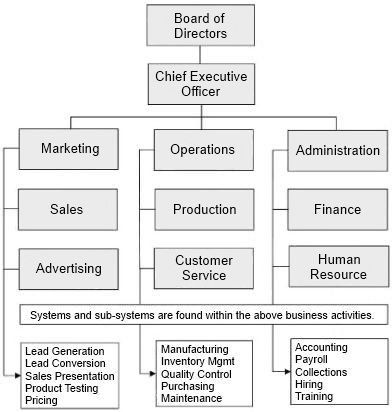 Board of
Directors
Chief Executive
Officer
Marketing
Operations
Administration
Sales
Production
Finance
Advertising
Customer
Service
Human
Resource
Systems and sub-systems are found within the above business activities.
Lead Generation
Lead Conversion
Sales Presentation
Product Testing
Pricing
Manufacturing
Inventory Mgmt
Quality Control
Purchasing
Maintenance
Accounting
Payroll
Collections
Hiring
Training